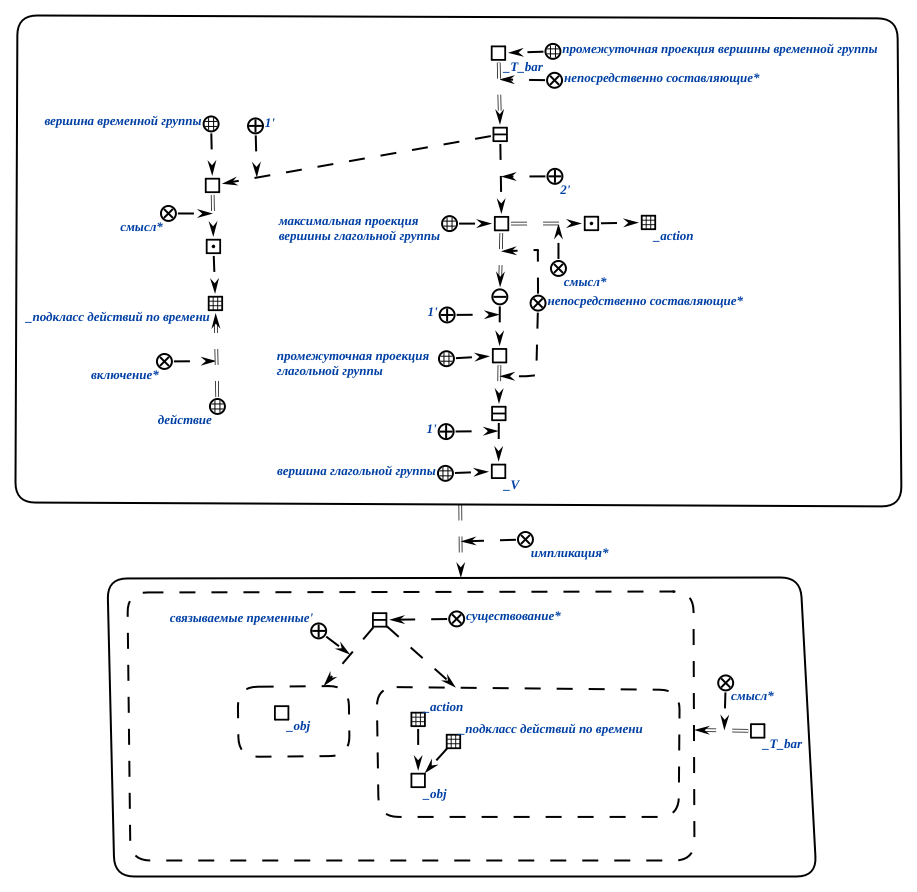 промежуточная проекция вершины временной группы
_T_bar
непосредственно составляющие*
вершина временной группы
1'
2'
смысл*
максимальная проекция
вершины глагольной группы
_action
смысл*
непосредственно составляющие*
1'
_подкласс действий по времени
промежуточная проекция
глагольной группы
включение*
действие
1'
вершина глагольной группы
_V
импликация*
связываемые пременные'
существование*
смысл*
_action
_obj
_подкласс действий по времени
_T_bar
_obj